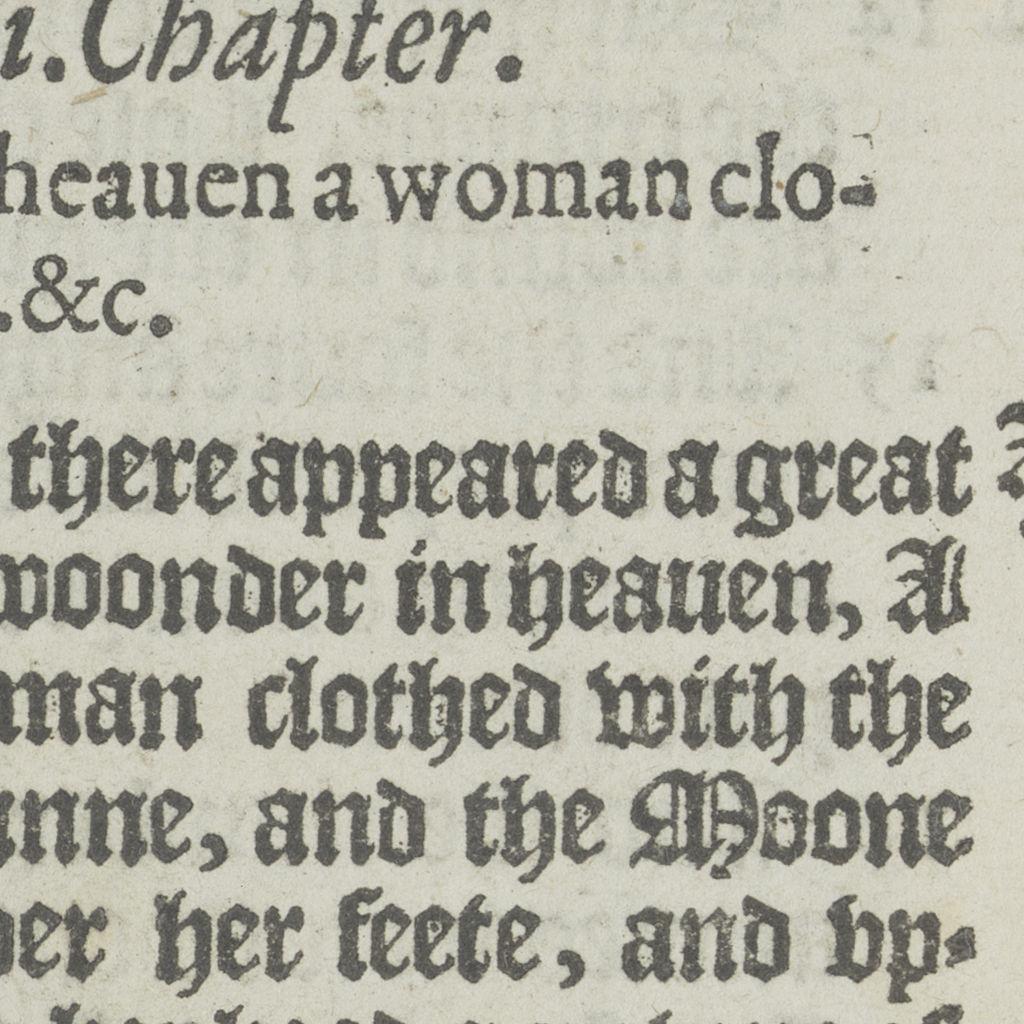 i. Chapter.
heauen a woman clo-
.&c.
there appeared a great
woonder in heauen, A
man clothed with the
unne, and the Moone
der her feete, and vp-